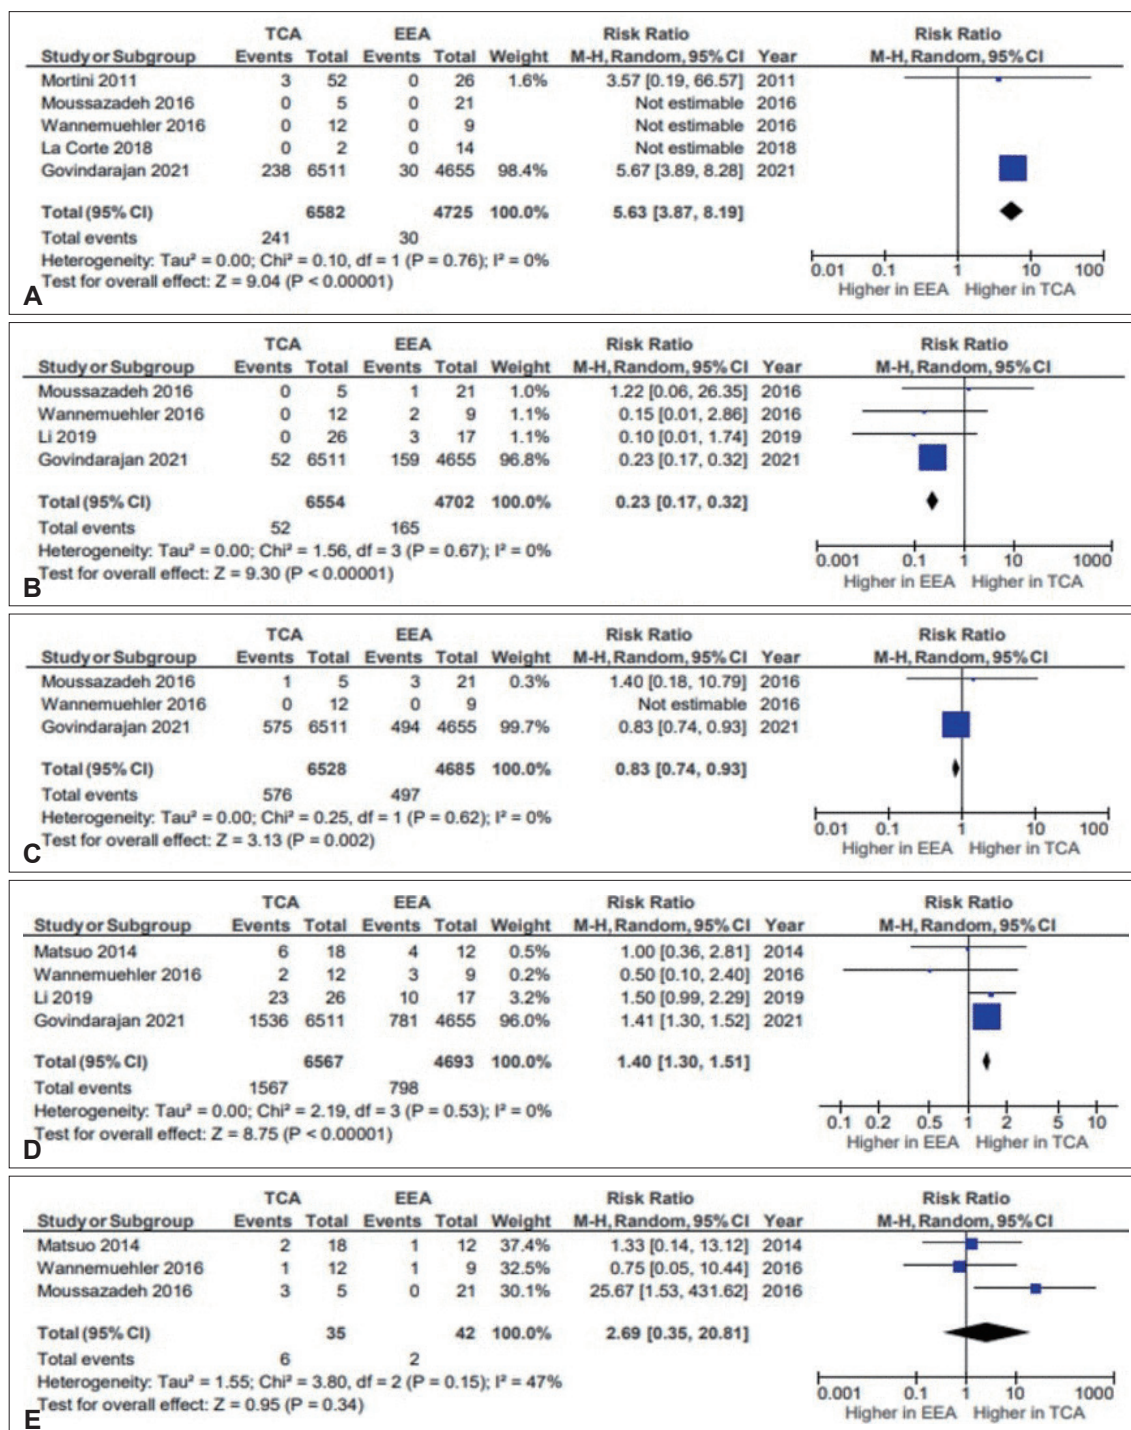 TCA EEA Risk Ratio Risk Ratio
Study or Subgroup Events Total Events Total Weight M-H, Random, 95% CI Year M-H, Random, 95% CI
Mortini 2011 3 52 0 26 1.6% 3.57 [0.19, 66.57] 2011
Moussazadeh 2016 0 5 0 21 Not estimable 2016
Wannemuehler 2016 0 12 0 9 Not estimable 2016
La Corte 2018 0 2 0 14 Not estimable 2018
Govindarajan 2021 238 6511 30 4655 98.4% 5.67 [3.89, 8.28] 2021
Total (95% CI) 6582 4725 100.0% 5.63 [3.87, 8.19]
Total events 241 30
Heterogeneity: Tau² = 0.00; Chi² = 0.10, df = 1 (P = 0.76); I² = 0%
Test for overall effect: Z = 9.04 (P < 0.00001)
0.01 0.1 1 10 100
Higher in EEA Higher in TCA
A
TCA EEA Risk Ratio Risk Ratio
Study or Subgroup Events Total Events Total Weight M-H, Random, 95% CI Year M-H, Random, 95% CI
Moussazadeh 2016 0 5 1 21 1.0% 1.22 [0.06, 26.35] 2016
Wannemuehler 2016 0 12 2 9 1.1% 0.15 [0.01, 2.86] 2016
Li 2019 0 26 3 17 1.1% 0.10 [0.01, 1.74] 2019
Govindarajan 2021 52 6511 159 4655 96.8% 0.23 [0.17, 0.32] 2021
Total (95% CI) 6554 4702 100.0% 0.23 [0.17, 0.32]
Total events 52 165
Heterogeneity: Tau² = 0.00; Chi² = 1.56, df = 3 (P = 0.67); I² = 0%
Test for overall effect: Z = 9.30 (P < 0.00001)
0.001 0.1 1 10 1000
Higher in EEA Higher in TCA
B
TCA EEA Risk Ratio Risk Ratio
Study or Subgroup Events Total Events Total Weight M-H, Random, 95% CI Year M-H, Random, 95% CI
Moussazadeh 2016 1 5 3 21 0.3% 1.40 [0.18, 10.79] 2016
Wannemuehler 2016 0 12 0 9 Not estimable 2016
Govindarajan 2021 575 6511 494 4655 99.7% 0.83 [0.74, 0.93] 2021
Total (95% CI) 6528 4685 100.0% 0.83 [0.74, 0.93]
Total events 576 497
Heterogeneity: Tau² = 0.00; Chi² = 0.25, df = 1 (P = 0.62); I² = 0%
Test for overall effect: Z = 3.13 (P = 0.002)
0.01 0.1 1 10 100
Higher in EEA Higher in TCA
C
TCA EEA Risk Ratio Risk Ratio
Study or Subgroup Events Total Events Total Weight M-H, Random, 95% CI Year M-H, Random, 95% CI
Matsuo 2014 6 18 4 12 0.5% 1.00 [0.36, 2.81] 2014
Wannemuehler 2016 2 12 3 9 0.2% 0.50 [0.10, 2.40] 2016
Li 2019 23 26 10 17 3.2% 1.50 [0.99, 2.29] 2019
Govindarajan 2021 1536 6511 781 4655 96.0% 1.41 [1.30, 1.52] 2021
Total (95% CI) 6567 4693 100.0% 1.40 [1.30, 1.51]
Total events 1567 798
Heterogeneity: Tau² = 0.00; Chi² = 2.19, df = 3 (P = 0.53); I² = 0%
Test for overall effect: Z = 8.75 (P < 0.00001)
0.1 0.2 0.5 1 2 5 10
Higher in EEA Higher in TCA
D
TCA EEA Risk Ratio Risk Ratio
Study or Subgroup Events Total Events Total Weight M-H, Random, 95% CI Year M-H, Random, 95% CI
Matsuo 2014 2 18 1 12 37.4% 1.33 [0.14, 13.12] 2014
Wannemuehler 2016 1 12 1 9 32.5% 0.75 [0.05, 10.44] 2016
Moussazadeh 2016 3 5 0 21 30.1% 25.67 [1.53, 431.62] 2016
Total (95% CI) 35 42 100.0% 2.69 [0.35, 20.81]
Total events 6 2
Heterogeneity: Tau² = 1.55; Chi² = 3.80, df = 2 (P = 0.15); I² = 47%
Test for overall effect: Z = 0.95 (P = 0.34)
0.001 0.1 1 10 1000
Higher in EEA Higher in TCA
E